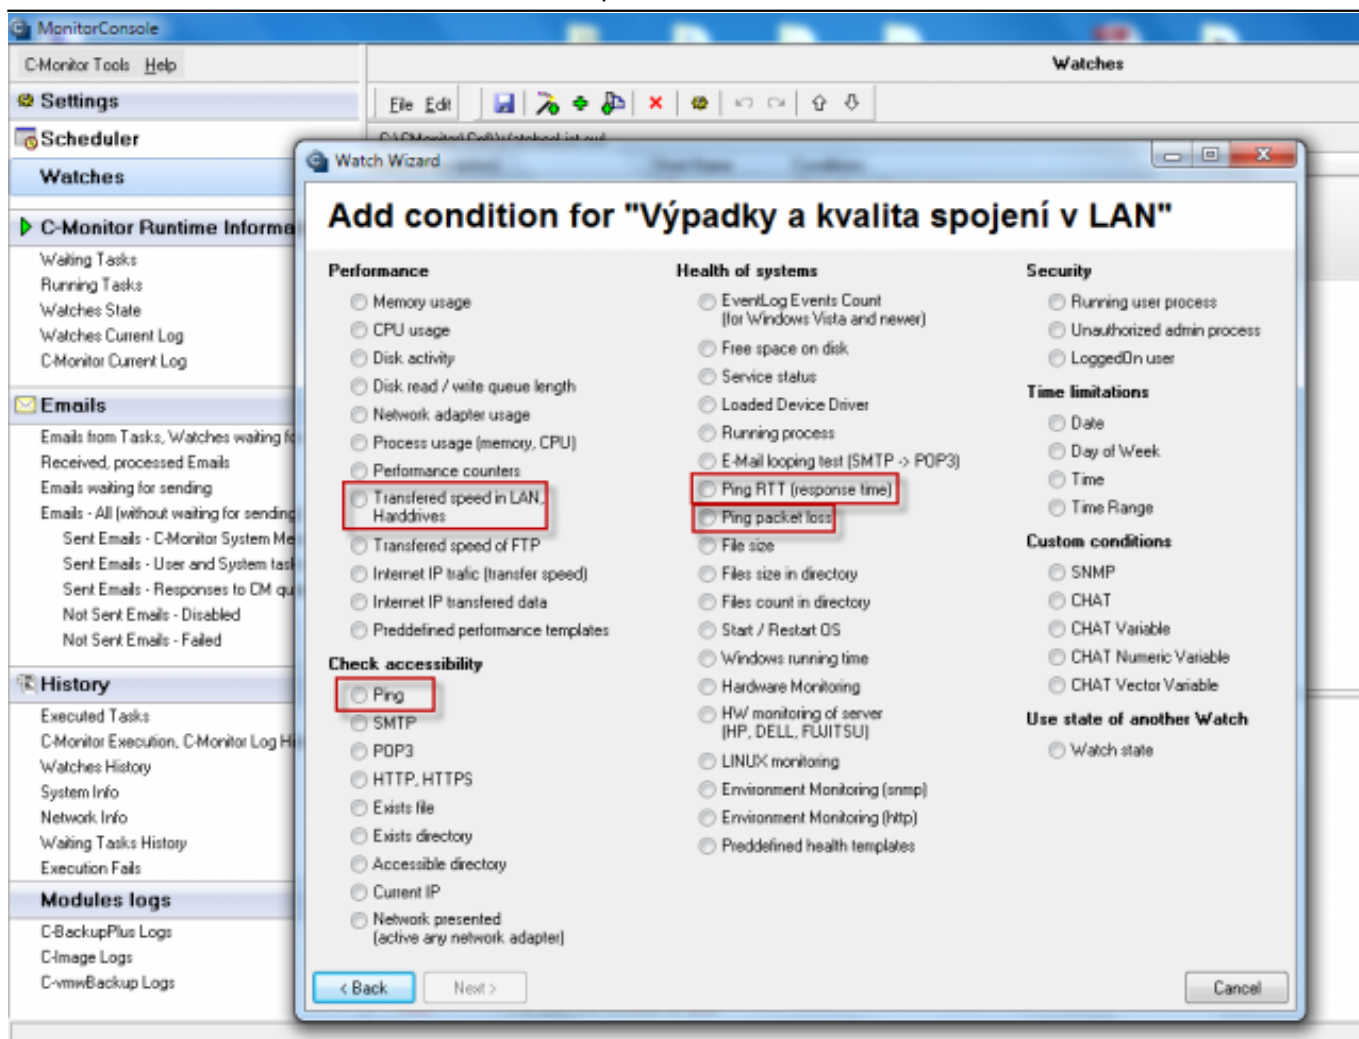 MonitorConsole
C-Monitor Tools Help
Watches
Settings
File Edit
Scheduler
Watches
Watch Wizard
Add condition for "Výpadky a kvalita spojení v LAN"
C-Monitor Runtime Informa
Waiting Tasks
Running Tasks
Watches State
Watches Current Log
C-Monitor Current Log
Emails
Emails from Tasks, Watches waiting fo
Received, processed Emails
Emails waiting for sending
Emails - All (without waiting for sending
Sent Emails - C-Monitor System Me
Sent Emails - User and System task
Sent Emails - Responses to CM qu
Not Sent Emails - Disabled
Not Sent Emails - Failed
History
Executed Tasks
C-Monitor Execution, C-Monitor Log Hi
Watches History
System Info
Network Info
Waiting Tasks History
Execution Fails
Modules logs
C-BackupPlus Logs
C-Image Logs
C-vmwBackup Logs
Performance
Memory usage
CPU usage
Disk activity
Disk read / write queue length
Network adapter usage
Process usage (memory, CPU)
Performance counters
Transfered speed in LAN,
Harddrives
Transfered speed of FTP
Internet IP trafic (transfer speed)
Internet IP transfered data
Preddefined performance templates
Check accessibility
Ping
SMTP
POP3
HTTP, HTTPS
Exists file
Exists directory
Accessible directory
Current IP
Network presented
(active any network adapter)
Health of systems
EventLog Events Count
(for Windows Vista and newer)
Free space on disk
Service status
Loaded Device Driver
Running process
E-Mail looping test (SMTP -> POP3)
Ping RTT (response time)
Ping packet loss
File size
Files size in directory
Files count in directory
Start / Restart OS
Windows running time
Hardware Monitoring
HW monitoring of server
(HP, DELL, FUJITSU)
LINUX monitoring
Environment Monitoring (snmp)
Environment Monitoring (http)
Preddefined health templates
Security
Running user process
Unauthorized admin process
LoggedOn user
Time limitations
Date
Day of Week
Time
Time Range
Custom conditions
SNMP
CHAT
CHAT Variable
CHAT Numeric Variable
CHAT Vector Variable
Use state of another Watch
Watch state
< Back
Next >
Cancel